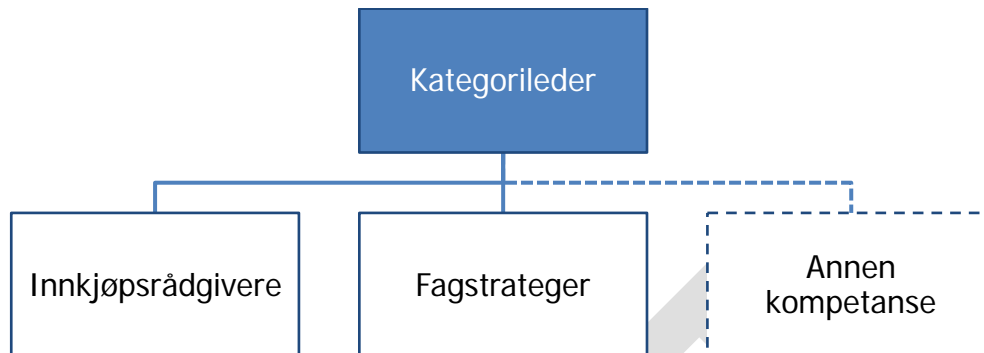 Kategorileder
Innkjøpsrådgivere
Fagstrateger
Annen
kompetanse